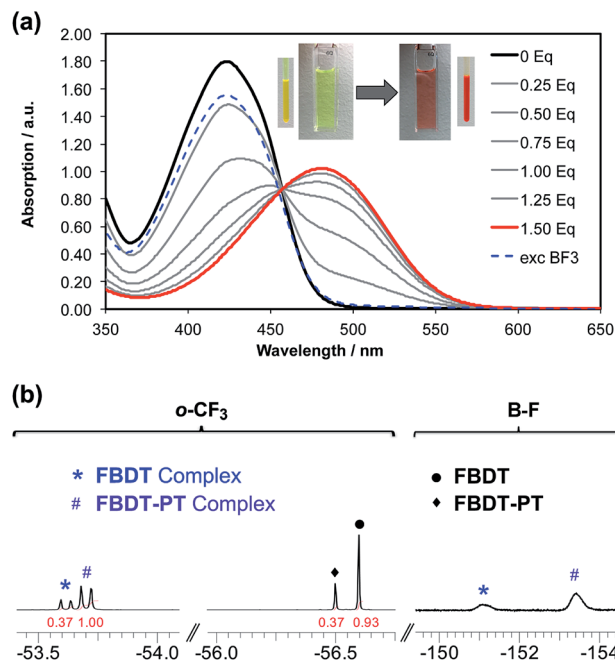 (a)
2.00
1.80
1.60
1.40
1.20
1.00
0.80
0.60
0.40
0.20
0.00
Absorption / a.u.
350 400 450 500 550 600 650
Wavelength / nm
0 Eq
0.25 Eq
0.50 Eq
0.75 Eq
1.00 Eq
1.25 Eq
1.50 Eq
exc BF3
(b)
o-CF3
B-F
* FBDT Complex
# FBDT-PT Complex
● FBDT
♦ FBDT-PT
* # ♦ ● * #
0.37 1.00 0.37 0.93
-53.5 -54.0 -56.0 -56.5 -150 -152 -154